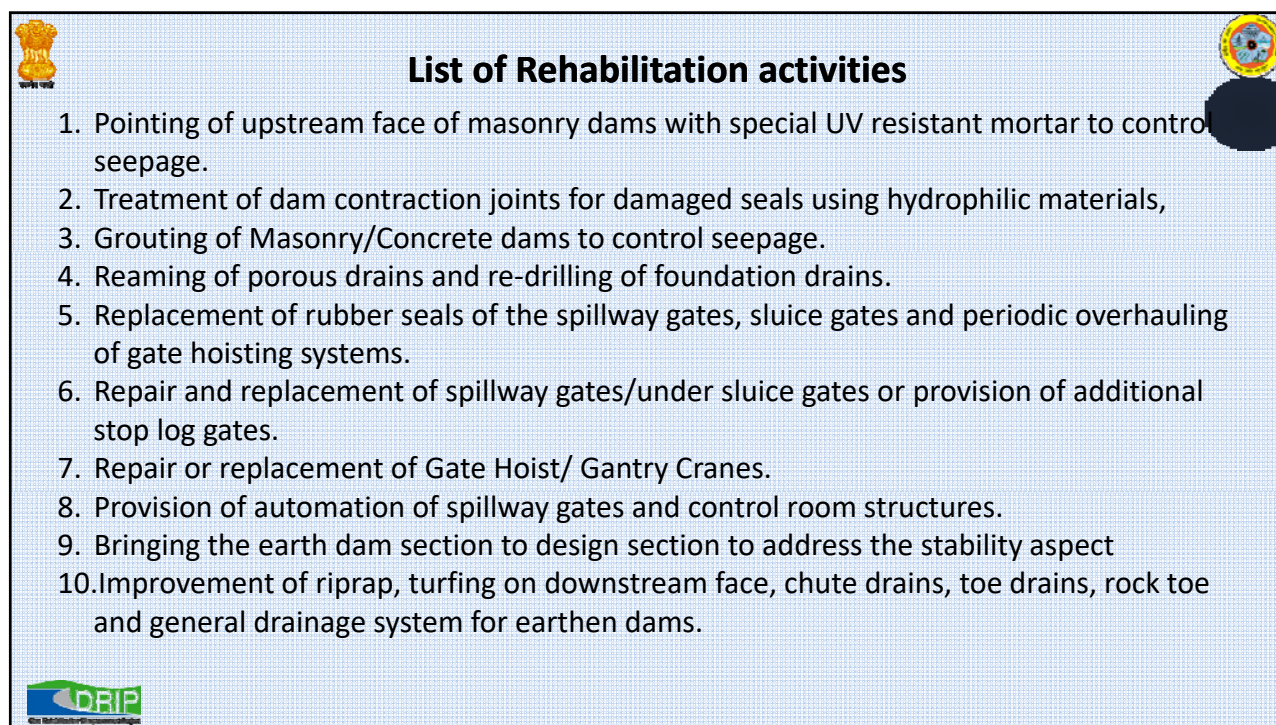 List of Rehabilitation activities
1. Pointing of upstream face of masonry dams with special UV resistant mortar to control
seepage.
2. Treatment of dam contraction joints for damaged seals using hydrophilic materials,
3. Grouting of Masonry/Concrete dams to control seepage.
4. Reaming of porous drains and re-drilling of foundation drains.
5. Replacement of rubber seals of the spillway gates, sluice gates and periodic overhauling
of gate hoisting systems.
6. Repair and replacement of spillway gates/under sluice gates or provision of additional
stop log gates.
7. Repair or replacement of Gate Hoist/ Gantry Cranes.
8. Provision of automation of spillway gates and control room structures.
9. Bringing the earth dam section to design section to address the stability aspect
10.Improvement of riprap, turfing on downstream face, chute drains, toe drains, rock toe
and general drainage system for earthen dams.
DRIP